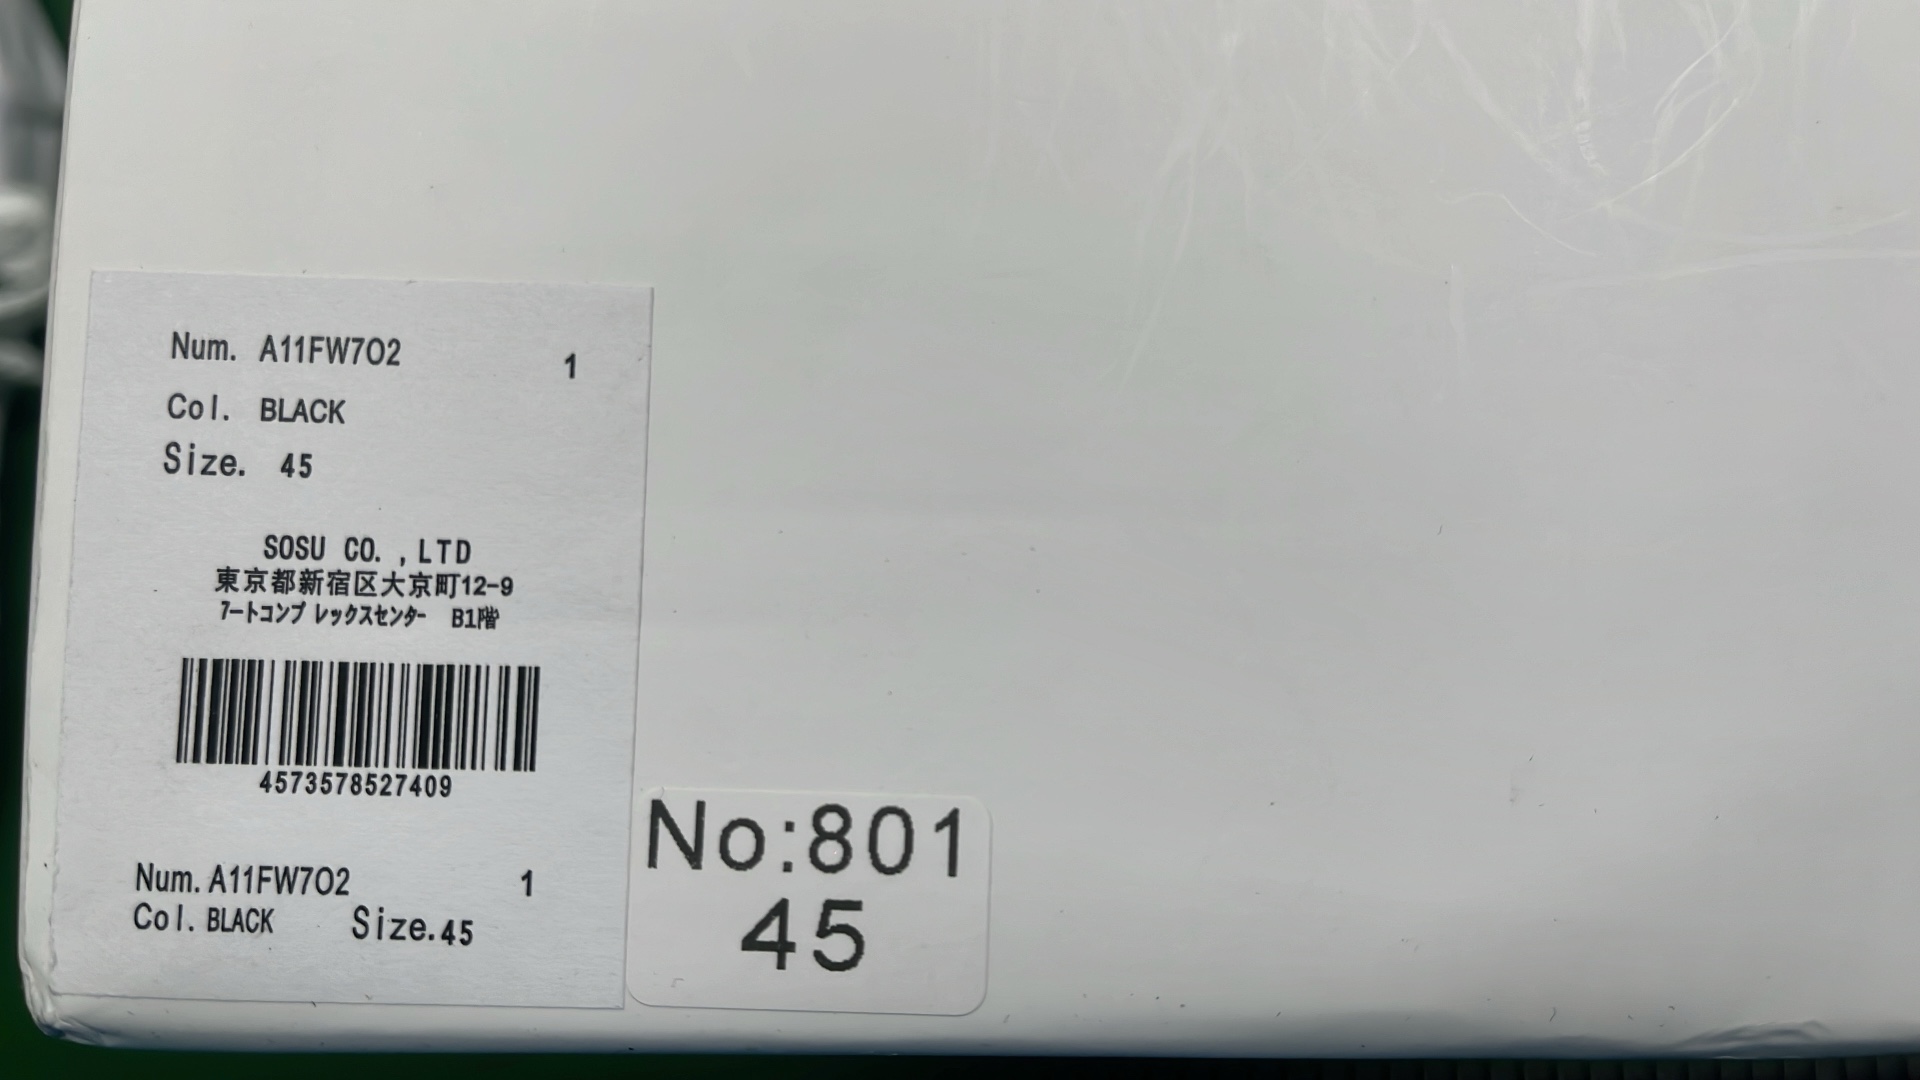 Num. A11FW702 1
Col. BLACK
Size. 45
SOSU CO. ,LTD
東京都新宿区大京町12-9
アートコンプレックスセンター B1階
4573578527409
Num. A11FW702 1
Col. BLACK Size. 45
No:801
45